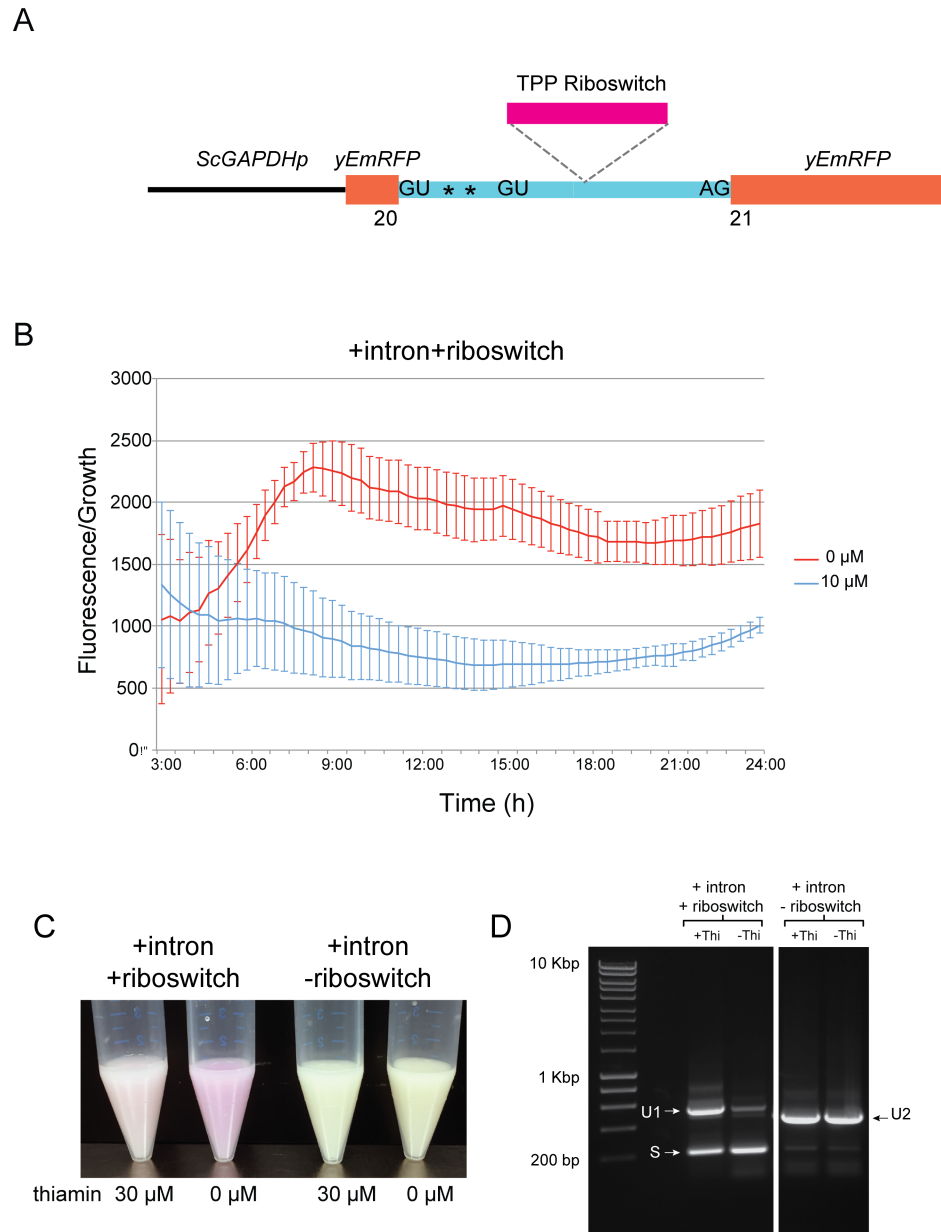 A
TPP Riboswitch
ScGAPDHp yEmRFP yEmRFP
GU * * GU AG
20 21
B
+intron+riboswitch
3000
2500
2000
1500
1000
500
0!"
Fluorescence/Growth
3:00 6:00 9:00 12:00 15:00 18:00 21:00 24:00
Time (h)
0 µM
10 µM
C
+intron +intron
+riboswitch -riboswitch
thiamin 30 µM 0 µM 30 µM 0 µM
D
+ intron + intron
+ riboswitch - riboswitch
+Thi -Thi +Thi -Thi
10 Kbp
1 Kbp
U1 U2
S
200 bp